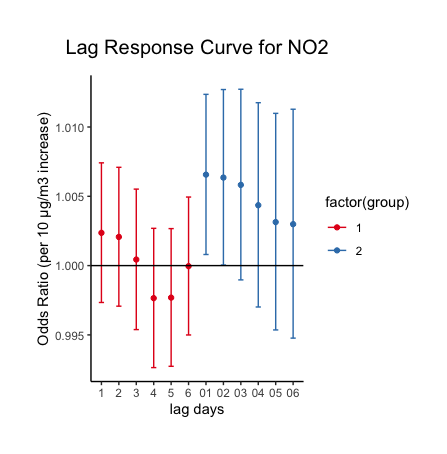 Lag Response Curve for NO2
Odds Ratio (per 10 µg/m3 increase)
1.010
1.005
1.000
0.995
1 2 3 4 5 6 01 02 03 04 05 06
lag days
factor(group)
1
2